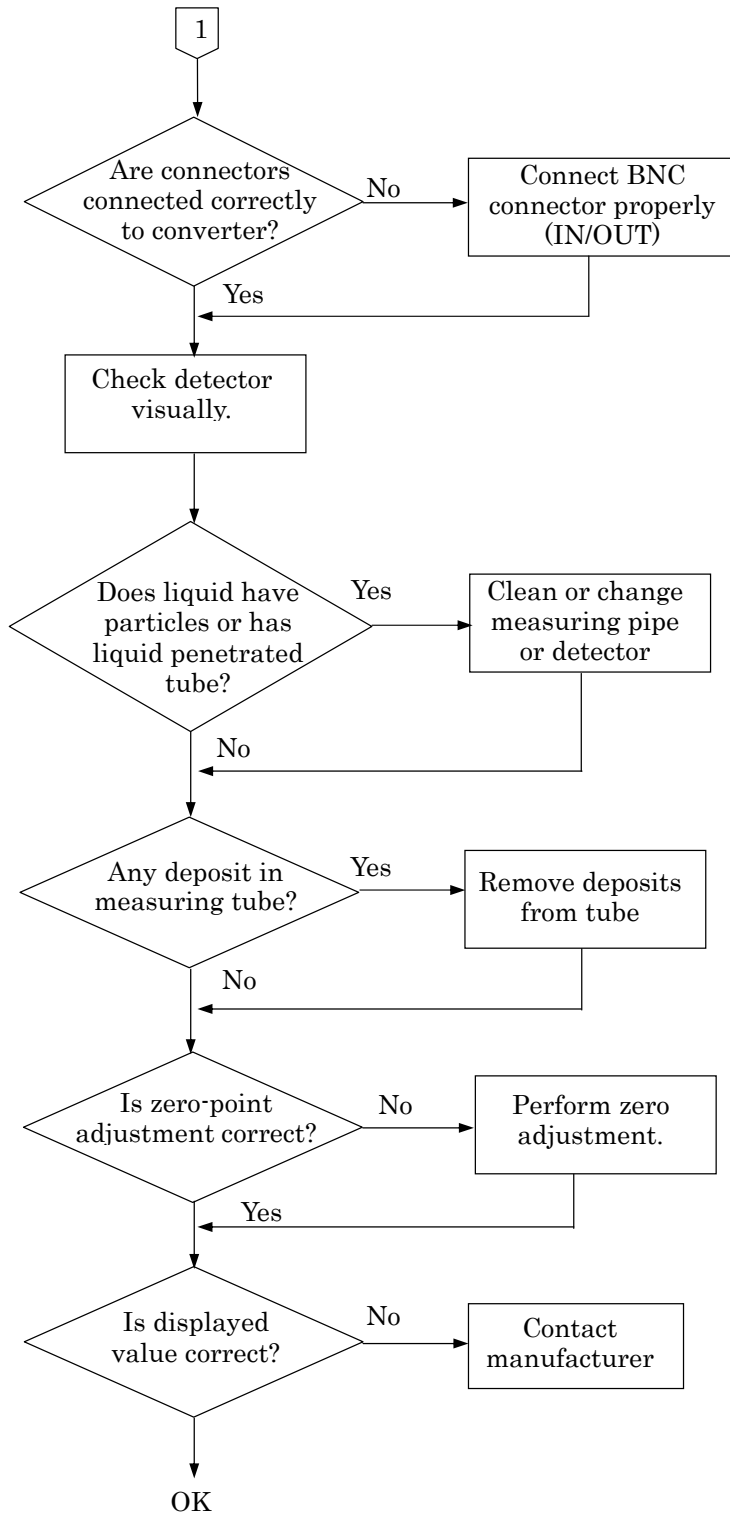 1
Are connectors
connected correctly
to converter?
No
Connect BNC
connector properly
(IN/OUT)
Yes
Check detector
visually.
Does liquid have
particles or has
liquid penetrated
tube?
Yes
Clean or change
measuring pipe
or detector
No
Any deposit in
measuring tube?
Yes
Remove deposits
from tube
No
Is zero-point
adjustment correct?
No
Perform zero
adjustment.
Yes
Is displayed
value correct?
No
Contact
manufacturer
OK